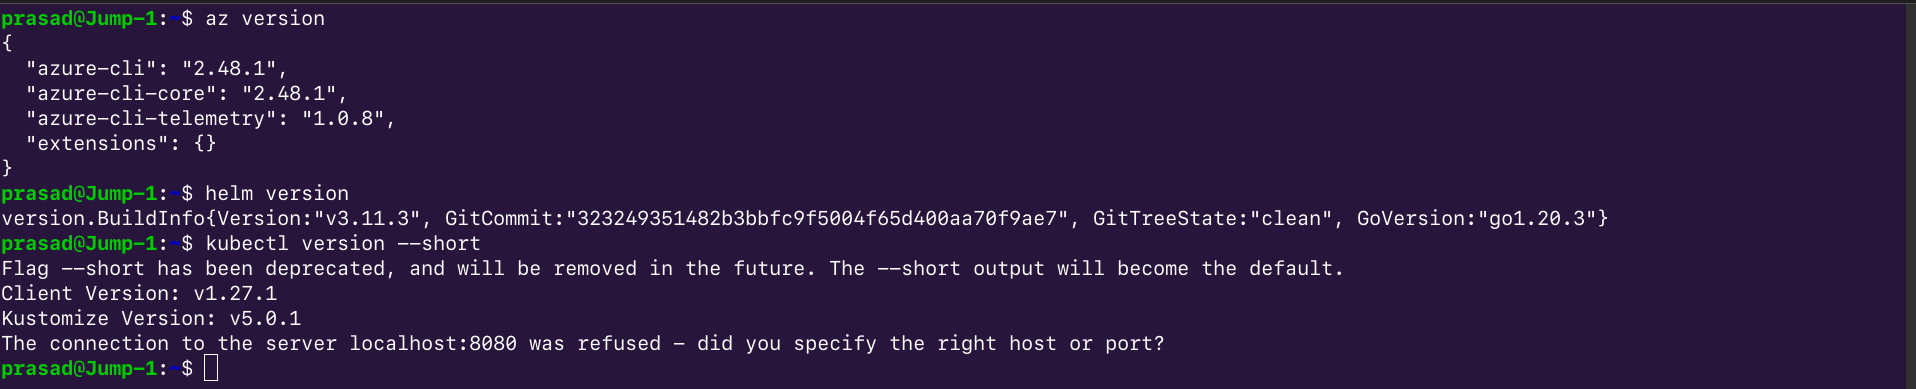 prasad@Jump-1:~$ az version
{
  "azure-cli": "2.48.1",
  "azure-cli-core": "2.48.1",
  "azure-cli-telemetry": "1.0.8",
  "extensions": {}
}
prasad@Jump-1:~$ helm version
version.BuildInfo{Version:"v3.11.3", GitCommit:"323249351482b3bbfc9f5004f65d400aa70f9ae7", GitTreeState:"clean", GoVersion:"go1.20.3"}
prasad@Jump-1:~$ kubectl version --short
Flag --short has been deprecated, and will be removed in the future. The --short output will become the default.
Client Version: v1.27.1
Kustomize Version: v5.0.1
The connection to the server localhost:8080 was refused - did you specify the right host or port?
prasad@Jump-1:~$